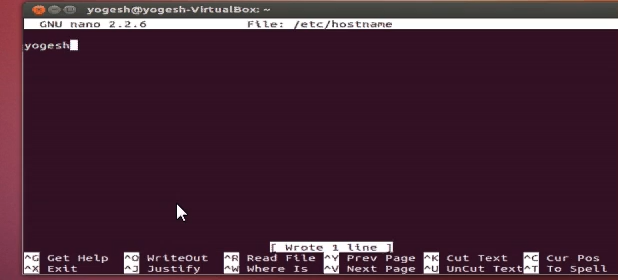 yogesh@yogesh-VirtualBox: ~
GNU nano 2.2.6 File: /etc/hostname
yogesh
[ Wrote 1 line ]
^G Get Help ^O WriteOut ^R Read File ^Y Prev Page ^K Cut Text ^C Cur Pos
^X Exit ^J Justify ^W Where Is ^V Next Page ^U UnCut Text ^T To Spell